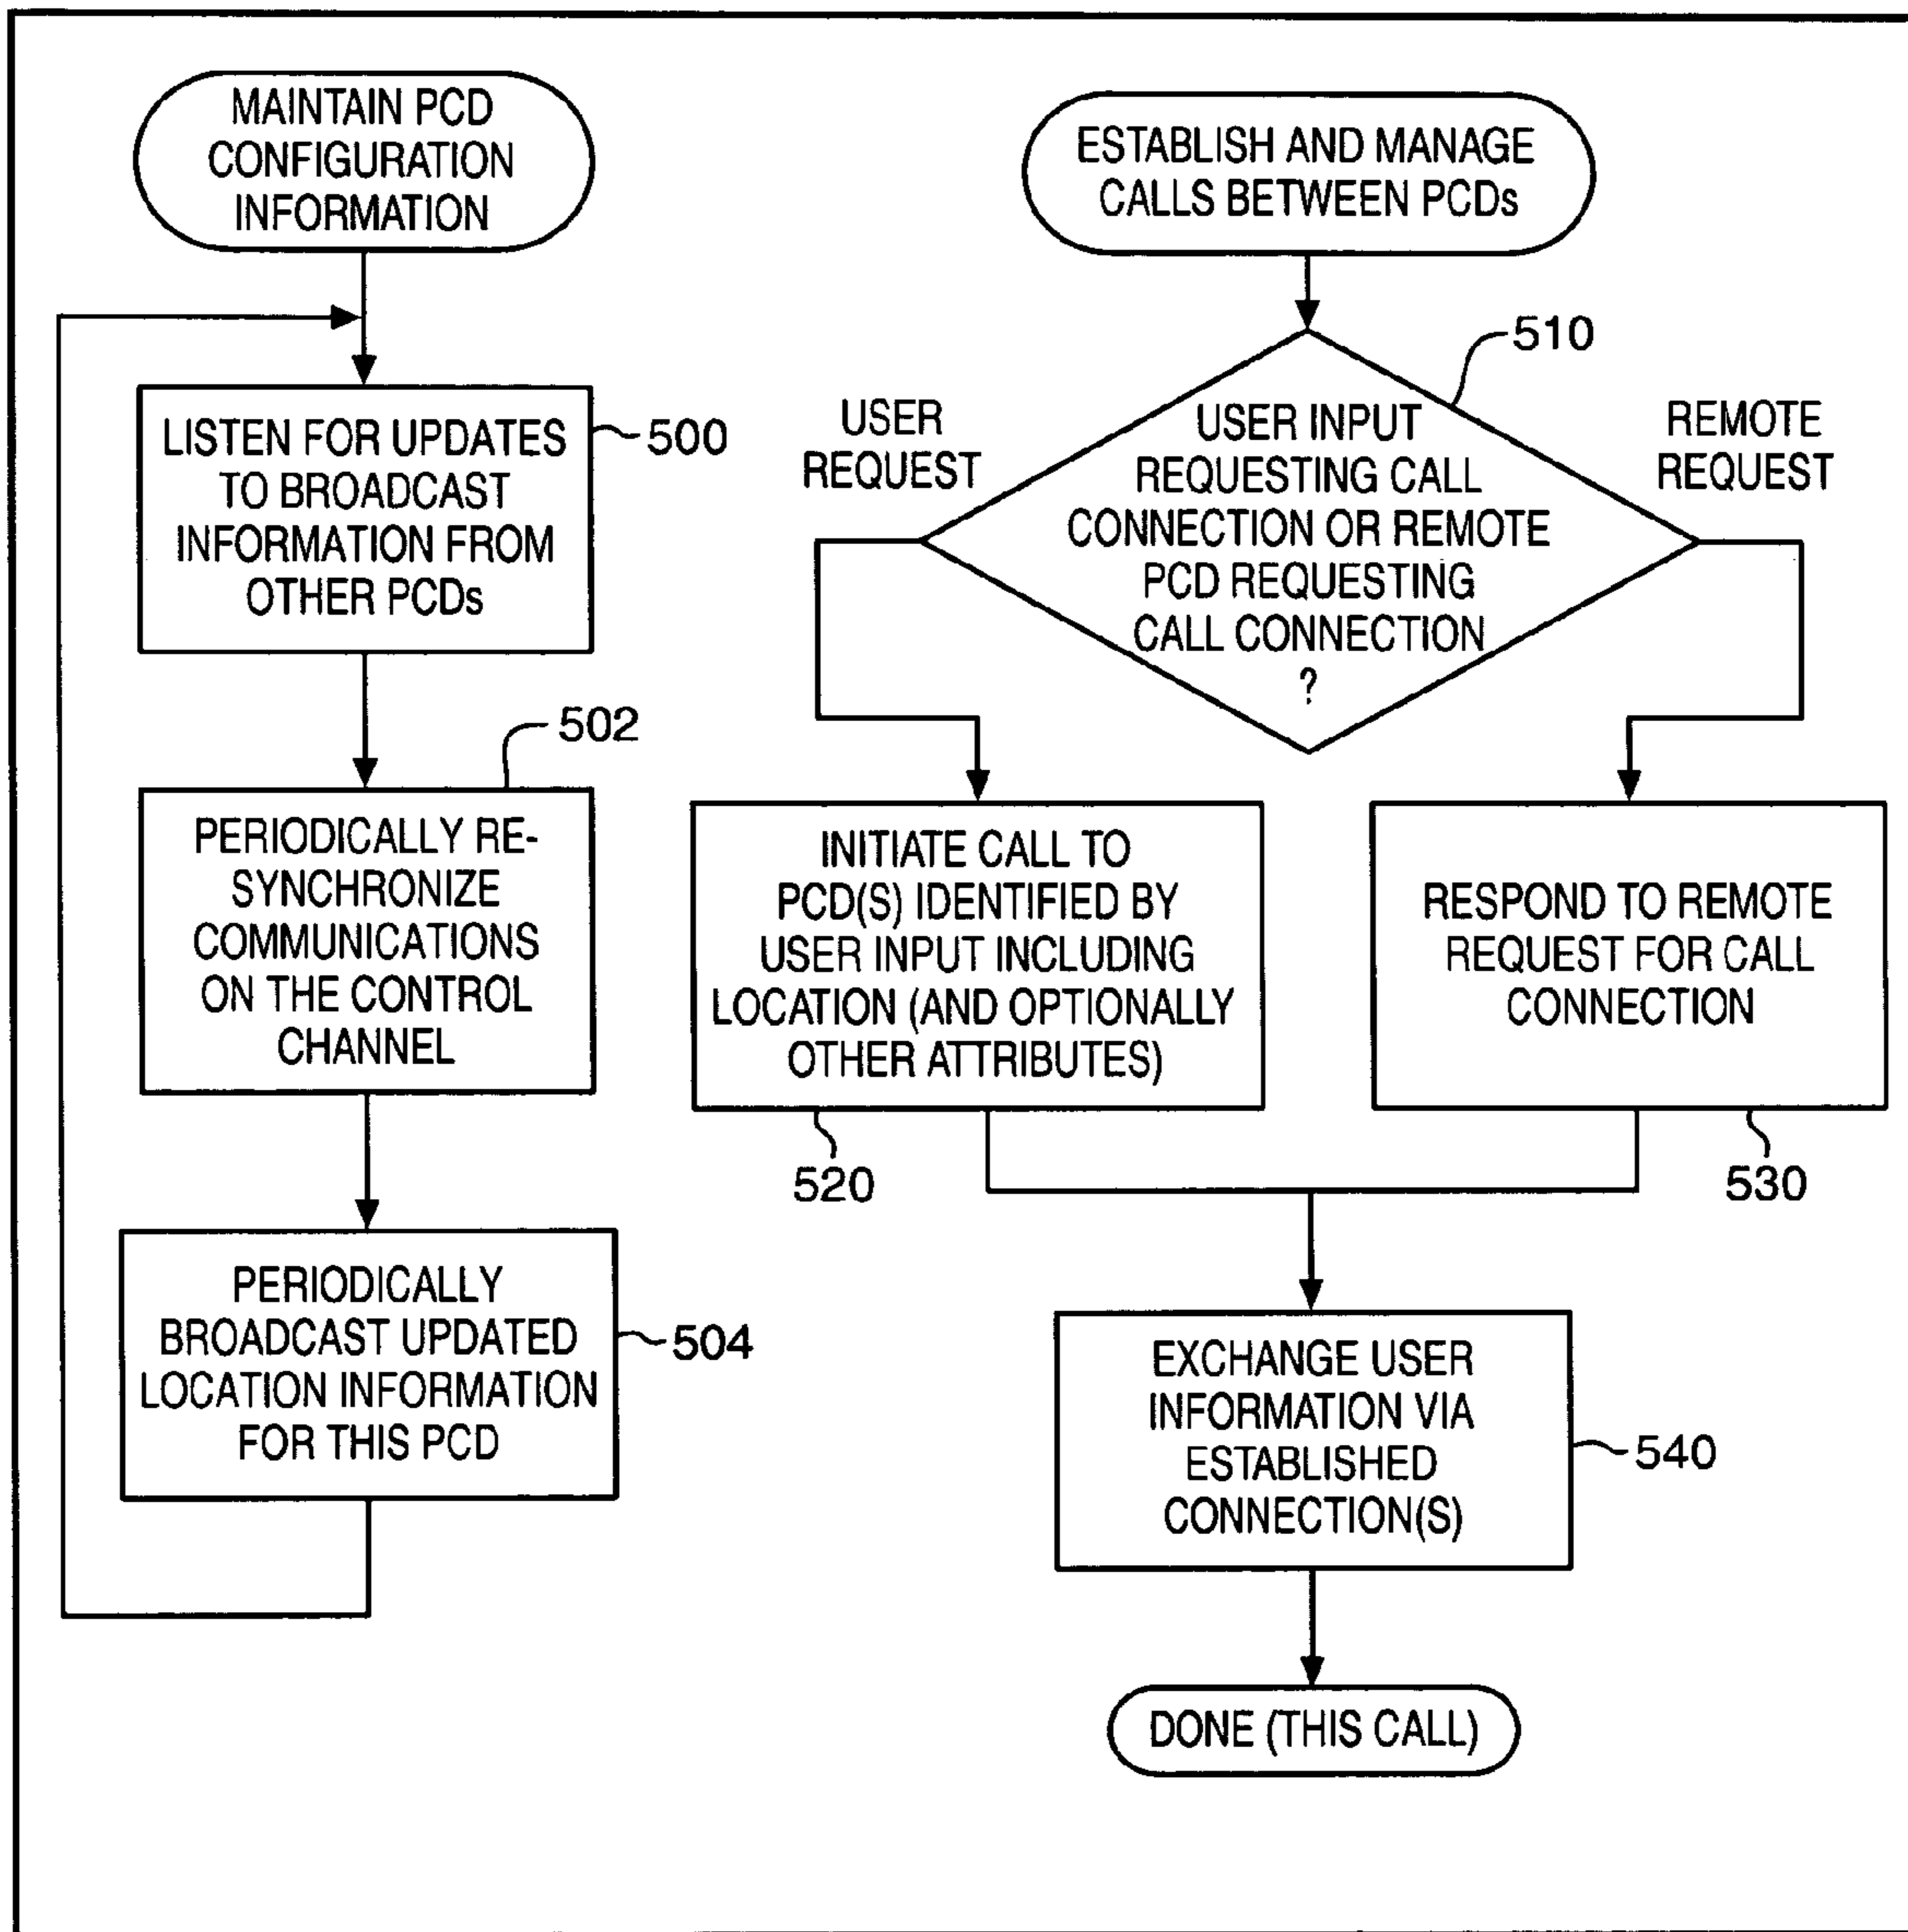 MAINTAIN PCD
CONFIGURATION
INFORMATION
LISTEN FOR UPDATES
TO BROADCAST
INFORMATION FROM
OTHER PCDs
500
502
PERIODICALLY RE-
SYNCHRONIZE
COMMUNICATIONS
ON THE CONTROL
CHANNEL
PERIODICALLY
BROADCAST UPDATED
LOCATION INFORMATION
FOR THIS PCD
504
ESTABLISH AND MANAGE
CALLS BETWEEN PCDs
510
USER
REQUEST
USER INPUT
REQUESTING CALL
CONNECTION OR REMOTE
PCD REQUESTING
CALL CONNECTION
?
REMOTE
REQUEST
INITIATE CALL TO
PCD(S) IDENTIFIED BY
USER INPUT INCLUDING
LOCATION (AND OPTIONALLY
OTHER ATTRIBUTES)
520
RESPOND TO REMOTE
REQUEST FOR CALL
CONNECTION
530
EXCHANGE USER
INFORMATION VIA
ESTABLISHED
CONNECTION(S)
540
DONE (THIS CALL)